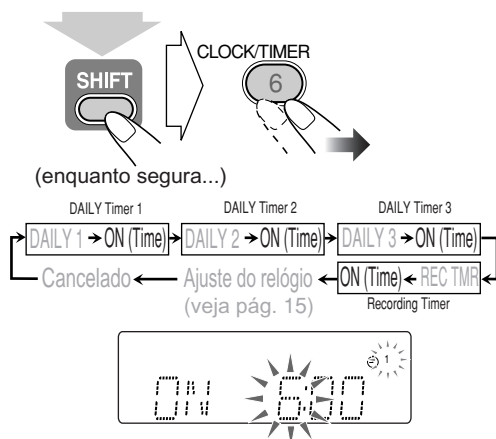 CLOCK/TIMER
SHIFT
6
(enquanto segura...)
DAILY Timer 1 DAILY Timer 2 DAILY Timer 3
DAILY 1 → ON (Time) → DAILY 2 → ON (Time) → DAILY 3 → ON (Time)
Cancelado ← Ajuste do relógio ← ON (Time) ← REC TMR
(veja pág. 15) Recording Timer
1
ON 6:00